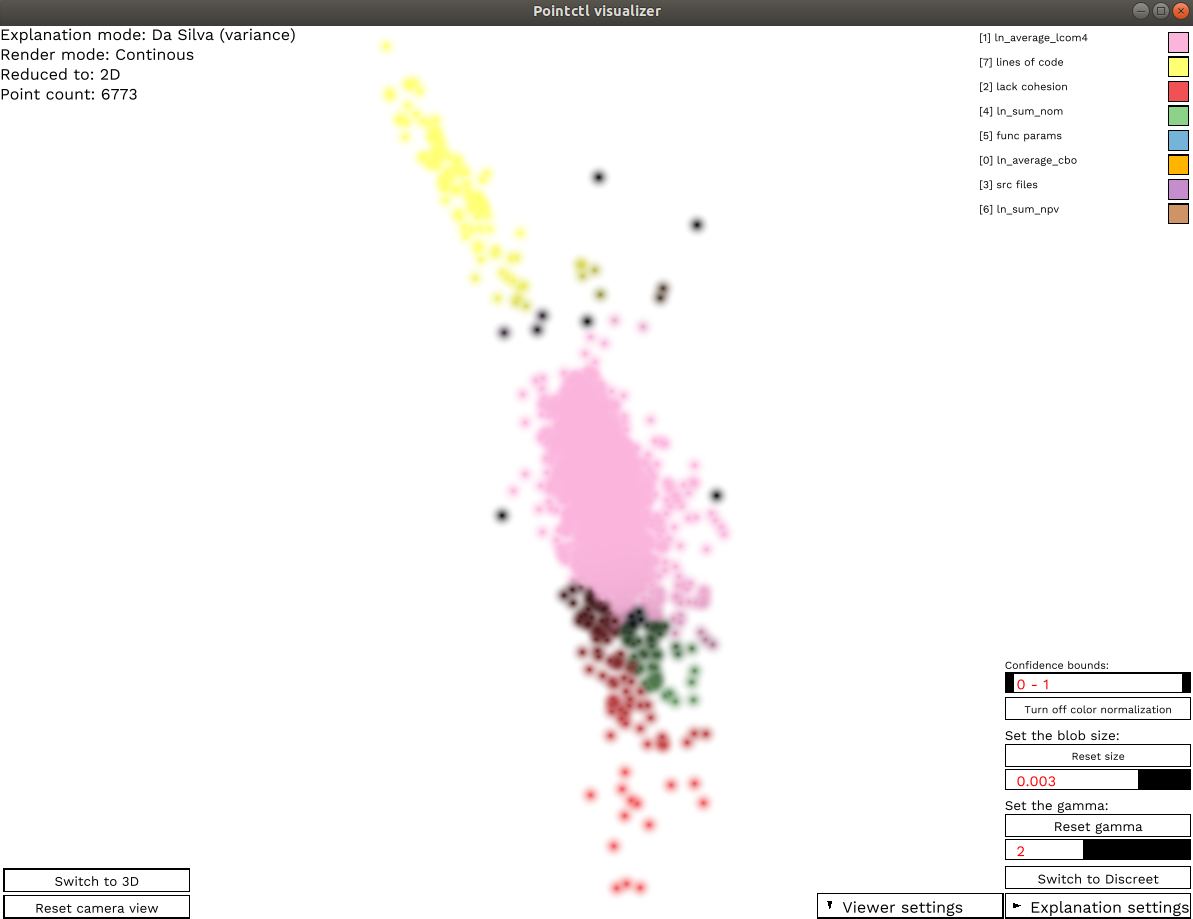 Pointctl visualizer
Explanation mode: Da Silva (variance)
Render mode: Continous
Reduced to: 2D
Point count: 6773
[1] ln_average_lcom4
[7] lines of code
[2] lack cohesion
[4] ln_sum_nom
[5] func params
[0] ln_average_cbo
[3] src files
[6] ln_sum_npv
Confidence bounds:
0 - 1
Turn off color normalization
Set the blob size:
Reset size
0.003
Set the gamma:
Reset gamma
2
Switch to Discreet
Switch to 3D
Reset camera view
Viewer settings
Explanation settings